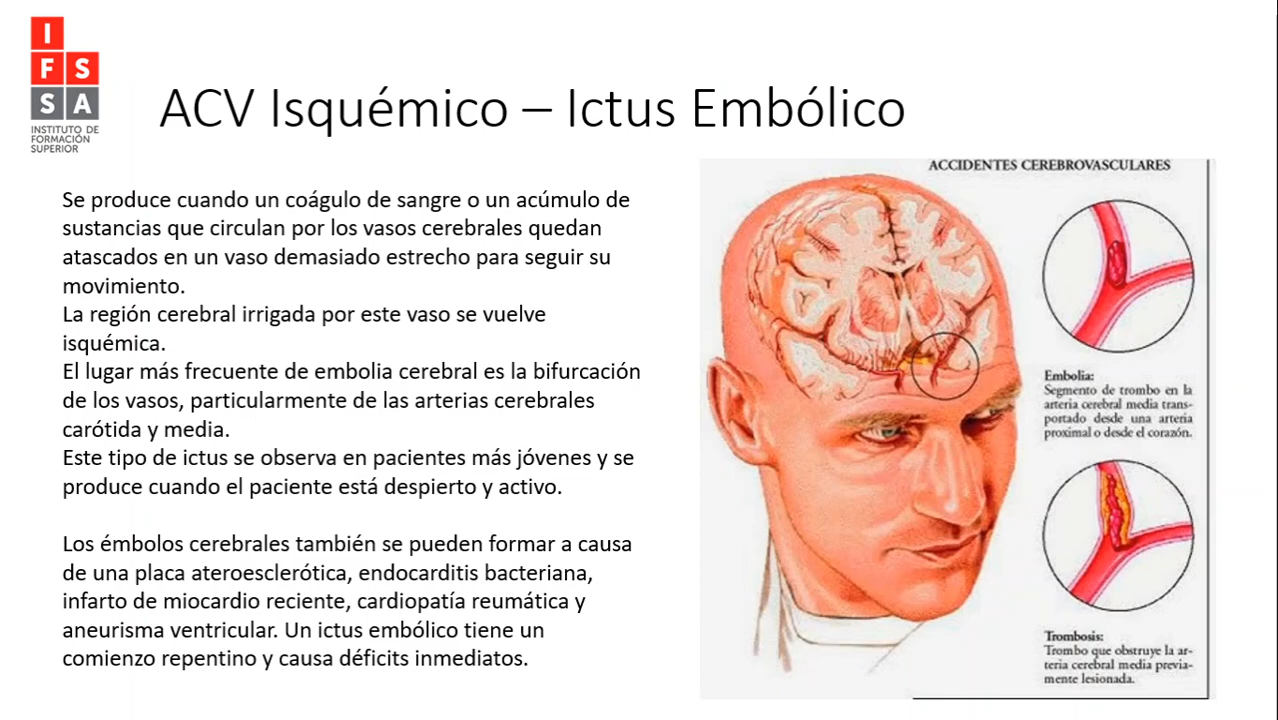 I
F S
S A
INSTITUTO DE
FORMACIÓN
SUPERIOR
ACV Isquémico – Ictus Embólico
Se produce cuando un coágulo de sangre o un acúmulo de
sustancias que circulan por los vasos cerebrales quedan
atascados en un vaso demasiado estrecho para seguir su
movimiento.
La región cerebral irrigada por este vaso se vuelve
isquémica.
El lugar más frecuente de embolia cerebral es la bifurcación
de los vasos, particularmente de las arterias cerebrales
carótida y media.
Este tipo de ictus se observa en pacientes más jóvenes y se
produce cuando el paciente está despierto y activo.
Los émbolos cerebrales también se pueden formar a causa
de una placa ateroesclerótica, endocarditis bacteriana,
infarto de miocardio reciente, cardiopatía reumática y
aneurisma ventricular. Un ictus embólico tiene un
comienzo repentino y causa déficits inmediatos.
ACCIDENTES CEREBROVASCULARES
Embolia:
Segmento de trombo en la
arteria cerebral media trans-
portado desde una arteria
proximal o desde el corazón.
Trombosis:
Trombo que obstruye la ar-
teria cerebral media previa-
mente lesionada.